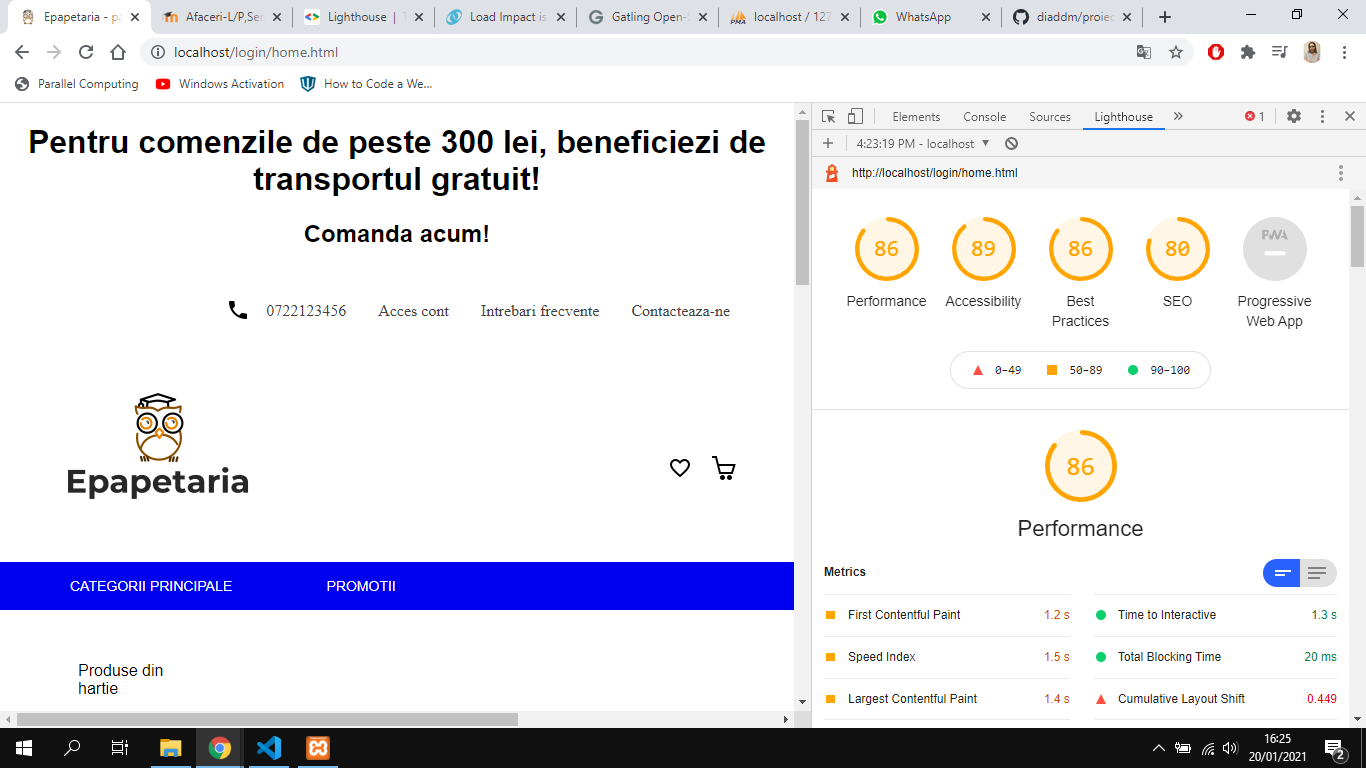 Epapetaria - pa
Afaceri-L/P,Ser
Lighthouse | T
Load Impact is
Gatling Open-S
localhost / 127
WhatsApp
diaddm/proiec
localhost/login/home.html
Parallel Computing
Windows Activation
How to Code a We...
Pentru comenzile de peste 300 lei, beneficiezi de
transportul gratuit!
Comanda acum!
0722123456 Acces cont Intrebari frecvente Contacteaza-ne
Epapetaria
CATEGORII PRINCIPALE PROMOTII
Produse din
hartie
Elements Console Sources Lighthouse » 1
4:23:19 PM - localhost
http://localhost/login/home.html
86 89 86 80 PWA
Performance Accessibility Best
Practices SEO Progressive
Web App
0–49 50–89 90–100
86
Performance
Metrics
First Contentful Paint 1.2 s
Time to Interactive 1.3 s
Speed Index 1.5 s
Total Blocking Time 20 ms
Largest Contentful Paint 1.4 s
Cumulative Layout Shift 0.449
16:25
20/01/2021
2